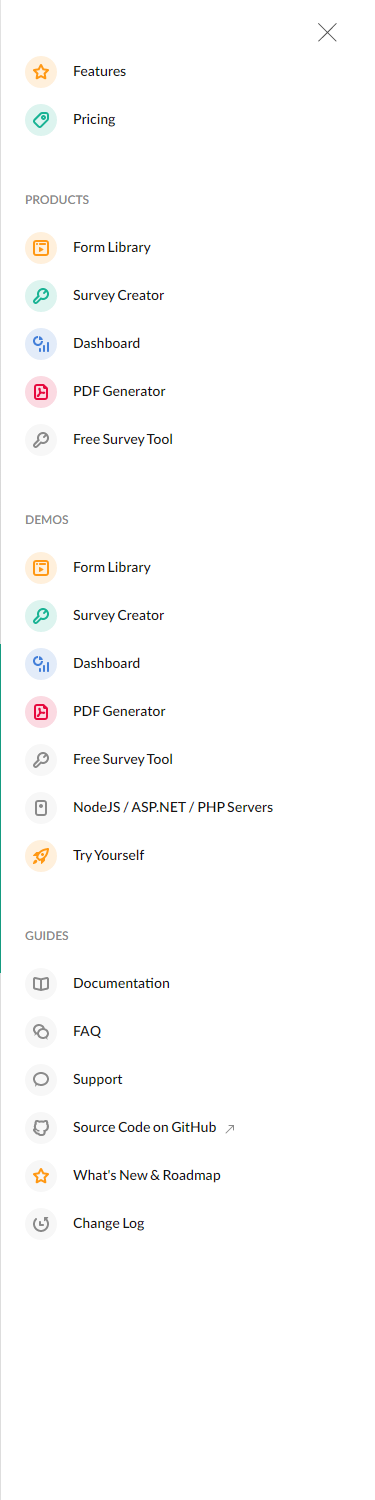 Features
Pricing
PRODUCTS
Form Library
Survey Creator
Dashboard
PDF Generator
Free Survey Tool
DEMOS
Form Library
Survey Creator
Dashboard
PDF Generator
Free Survey Tool
NodeJS / ASP.NET / PHP Servers
Try Yourself
GUIDES
Documentation
FAQ
Support
Source Code on GitHub
What's New & Roadmap
Change Log